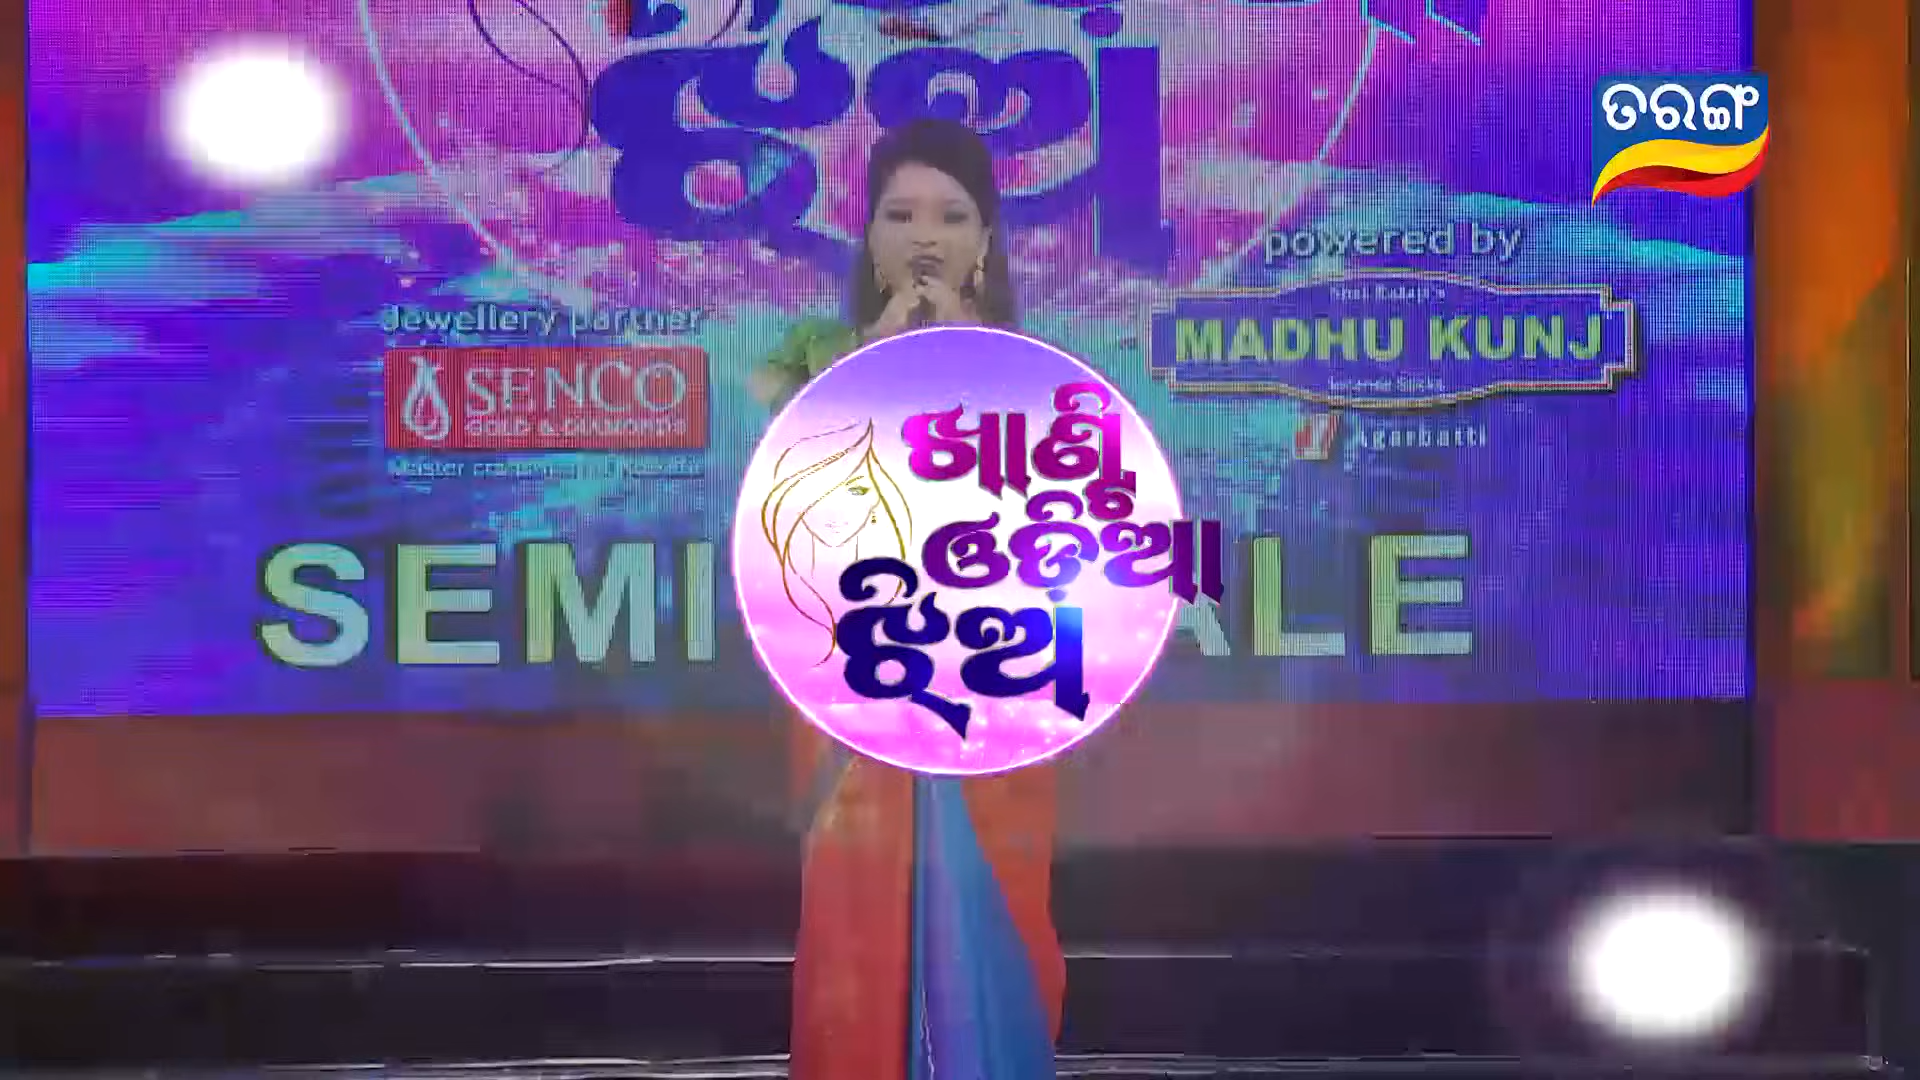 ତରଙ୍ଗ
ଝିଅ
powered by
Jewellery partner
MADHU KUNJ
SENCO
GOLD & DIAMONDS
Agarbatti
ଖାଣ୍ଟି
ଓଡ଼ିଆ
ଝିଅ
SEMI
ALE